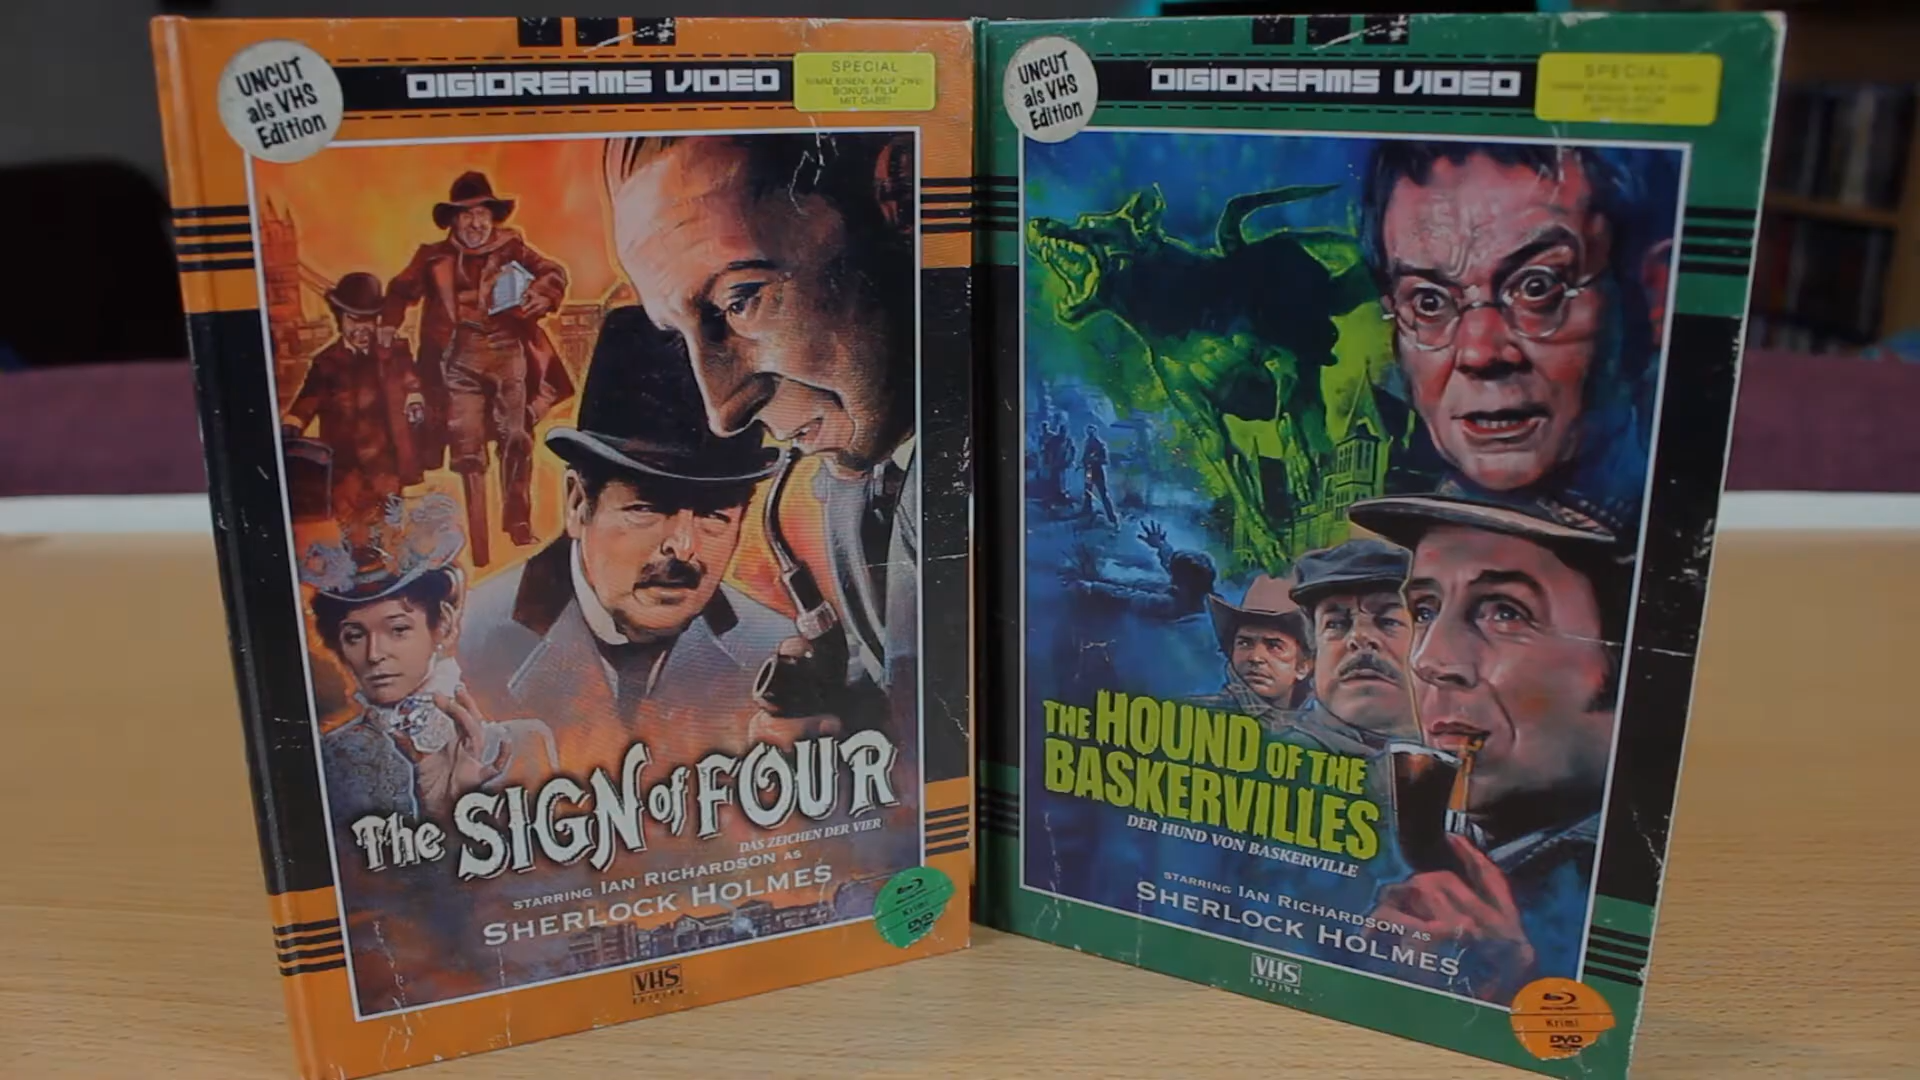 UNCUT
als VHS
Edition
DIGIDREAMS VIDEO
SPECIAL
NIMM EINEN, KAUF ZWEI
BONUS-FILM
MIT DABEI
The SIGN of FOUR
DAS ZEICHEN DER VIER
STARRING IAN RICHARDSON AS
SHERLOCK HOLMES
Krimi
DVD
VHS
EDITION
UNCUT
als VHS
Edition
DIGIDREAMS VIDEO
SPECIAL
THE HOUND OF THE
BASKERVILLES
DER HUND VON BASKERVILLE
STARRING IAN RICHARDSON AS
SHERLOCK HOLMES
VHS
EDITION
Krimi
DVD